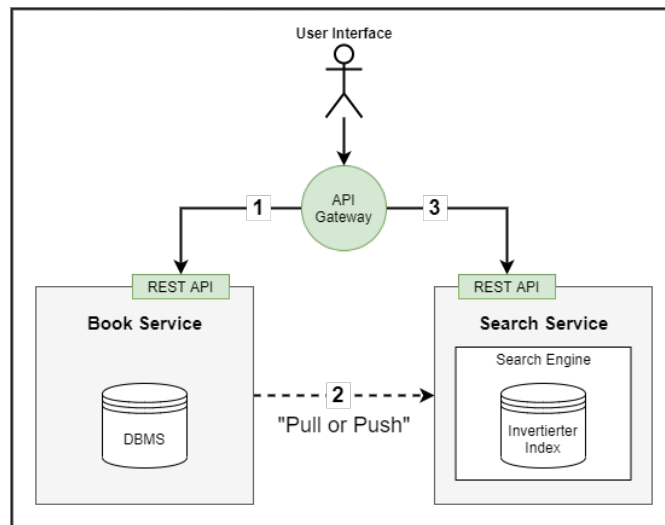 User Interface
API
Gateway
1
3
REST API
REST API
Book Service
Search Service
Search Engine
DBMS
2
"Pull or Push"
Invertierter
Index